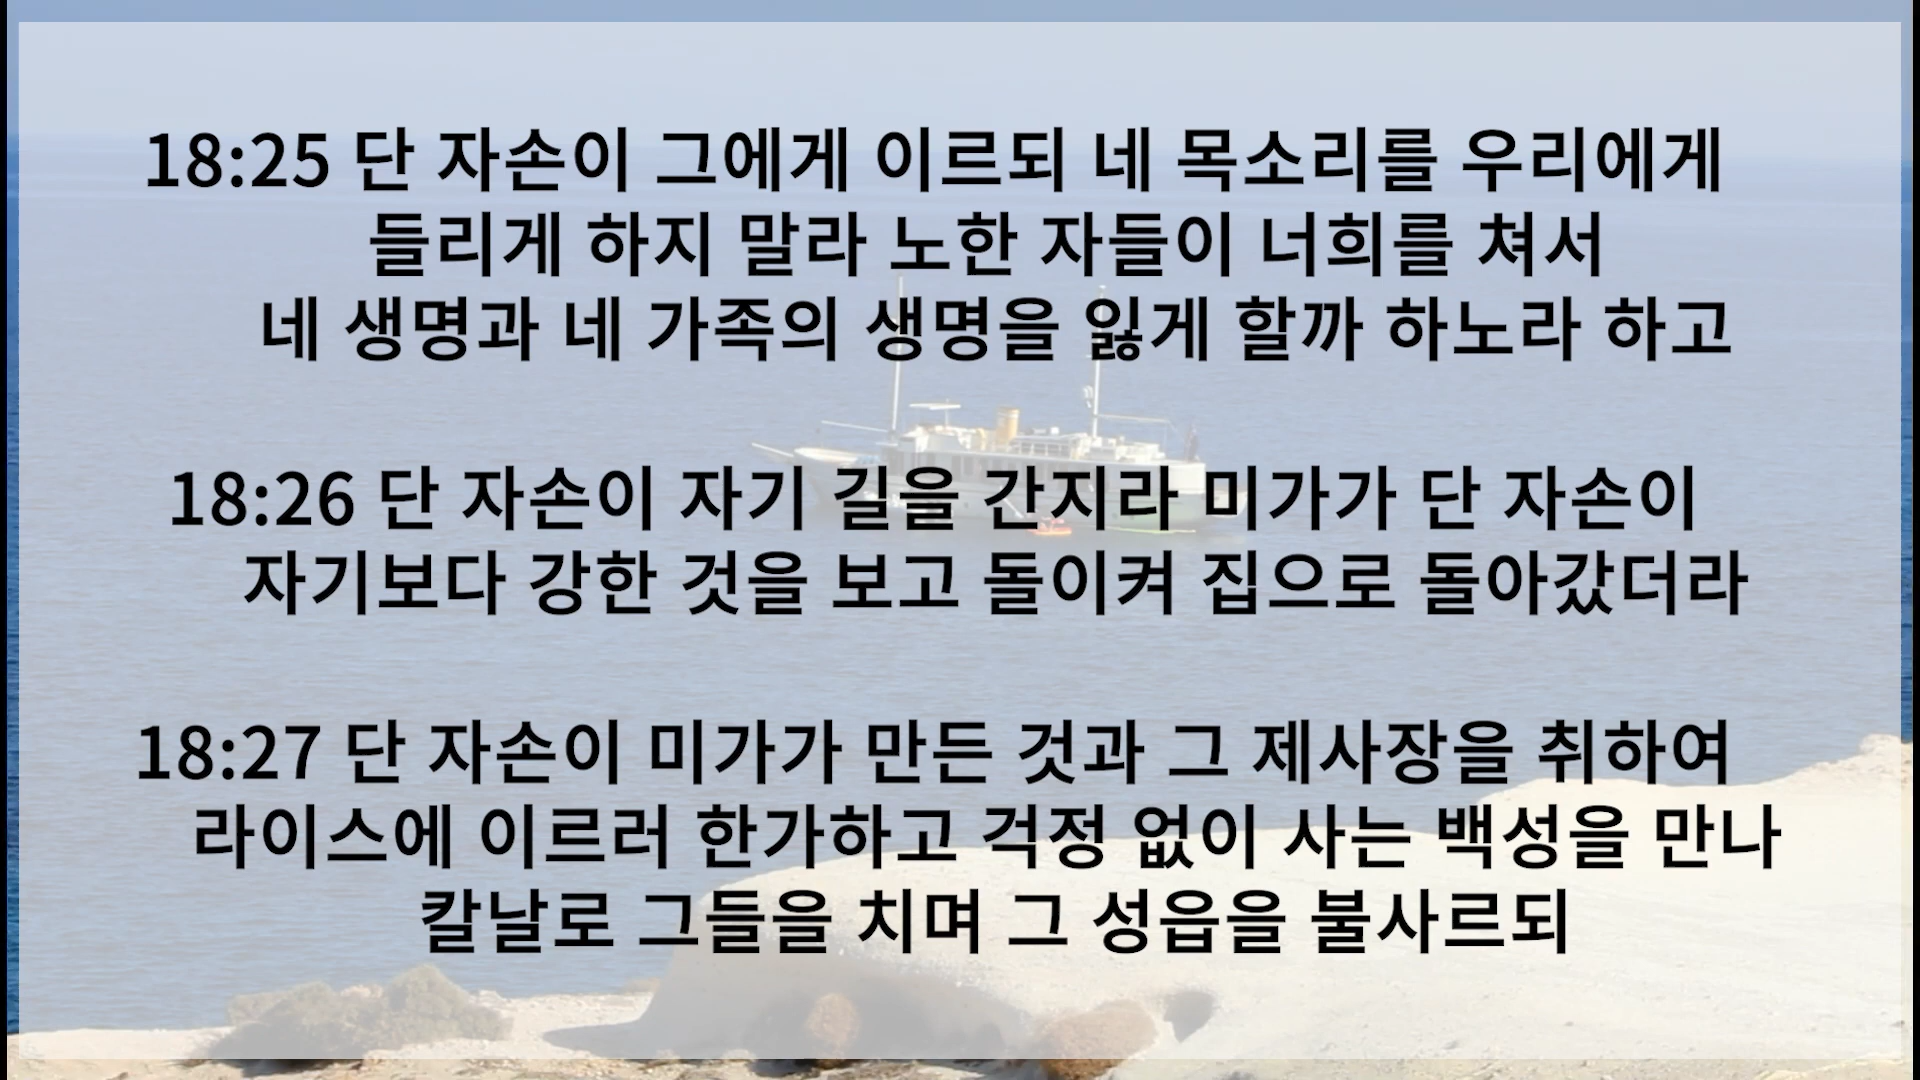 18:25 단 자손이 그에게 이르되 네 목소리를 우리에게
들리게 하지 말라 노한 자들이 너희를 쳐서
네 생명과 네 가족의 생명을 잃게 할까 하노라 하고
18:26 단 자손이 자기 길을 간지라 미가가 단 자손이
자기보다 강한 것을 보고 돌이켜 집으로 돌아갔더라
18:27 단 자손이 미가가 만든 것과 그 제사장을 취하여
라이스에 이르러 한가하고 걱정 없이 사는 백성을 만나
칼날로 그들을 치며 그 성읍을 불사르되